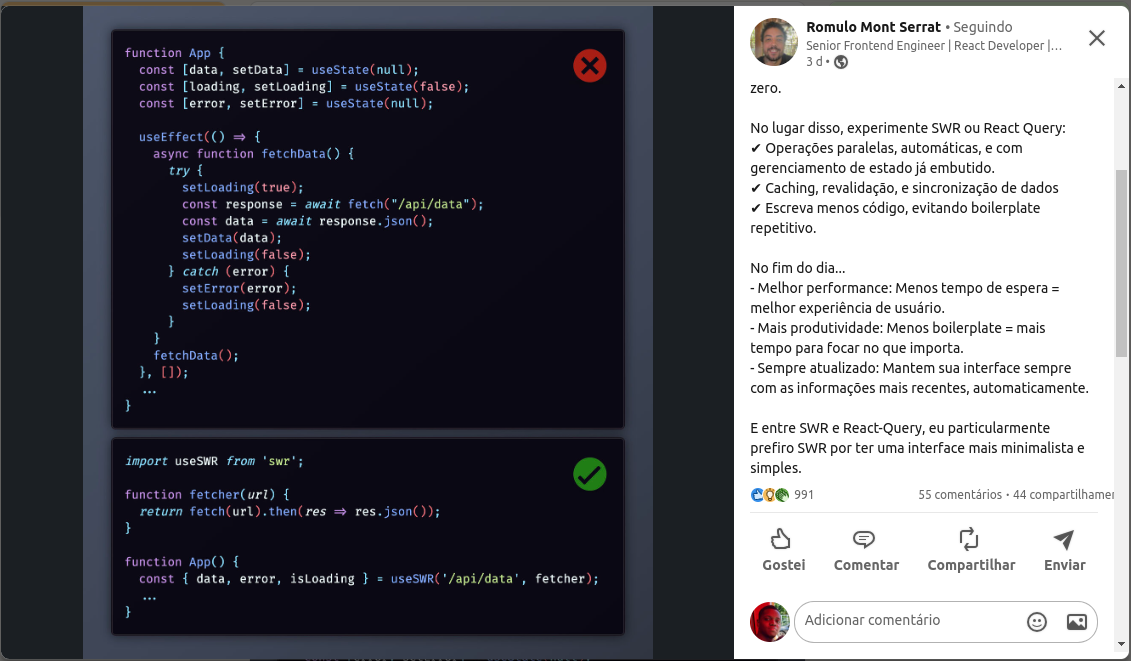 function App {
  const [data, setData] = useState(null);
  const [loading, setLoading] = useState(false);
  const [error, setError] = useState(null);
  useEffect(() => {
    async function fetchData() {
      try {
        setLoading(true);
        const response = await fetch("/api/data");
        const data = await response.json();
        setData(data);
        setLoading(false);
      } catch (error) {
        setError(error);
        setLoading(false);
      }
    }
    fetchData();
  }, []);
  ...
}
import useSWR from 'swr';
function fetcher(url) {
  return fetch(url).then(res => res.json());
}
function App() {
  const { data, error, isLoading } = useSWR('/api/data', fetcher);
  ...
}
Romulo Mont Serrat • Seguindo
Senior Frontend Engineer | React Developer |...
3 d •
zero.
No lugar disso, experimente SWR ou React Query:
✔ Operações paralelas, automáticas, e com
gerenciamento de estado já embutido.
✔ Caching, revalidação, e sincronização de dados
✔ Escreva menos código, evitando boilerplate
repetitivo.
No fim do dia...
- Melhor performance: Menos tempo de espera =
melhor experiência de usuário.
- Mais produtividade: Menos boilerplate = mais
tempo para focar no que importa.
- Sempre atualizado: Mantem sua interface sempre
com as informações mais recentes, automaticamente.
E entre SWR e React-Query, eu particularmente
prefiro SWR por ter uma interface mais minimalista e
simples.
991 55 comentários • 44 compartilhamen
Gostei Comentar Compartilhar Enviar
Adicionar comentário